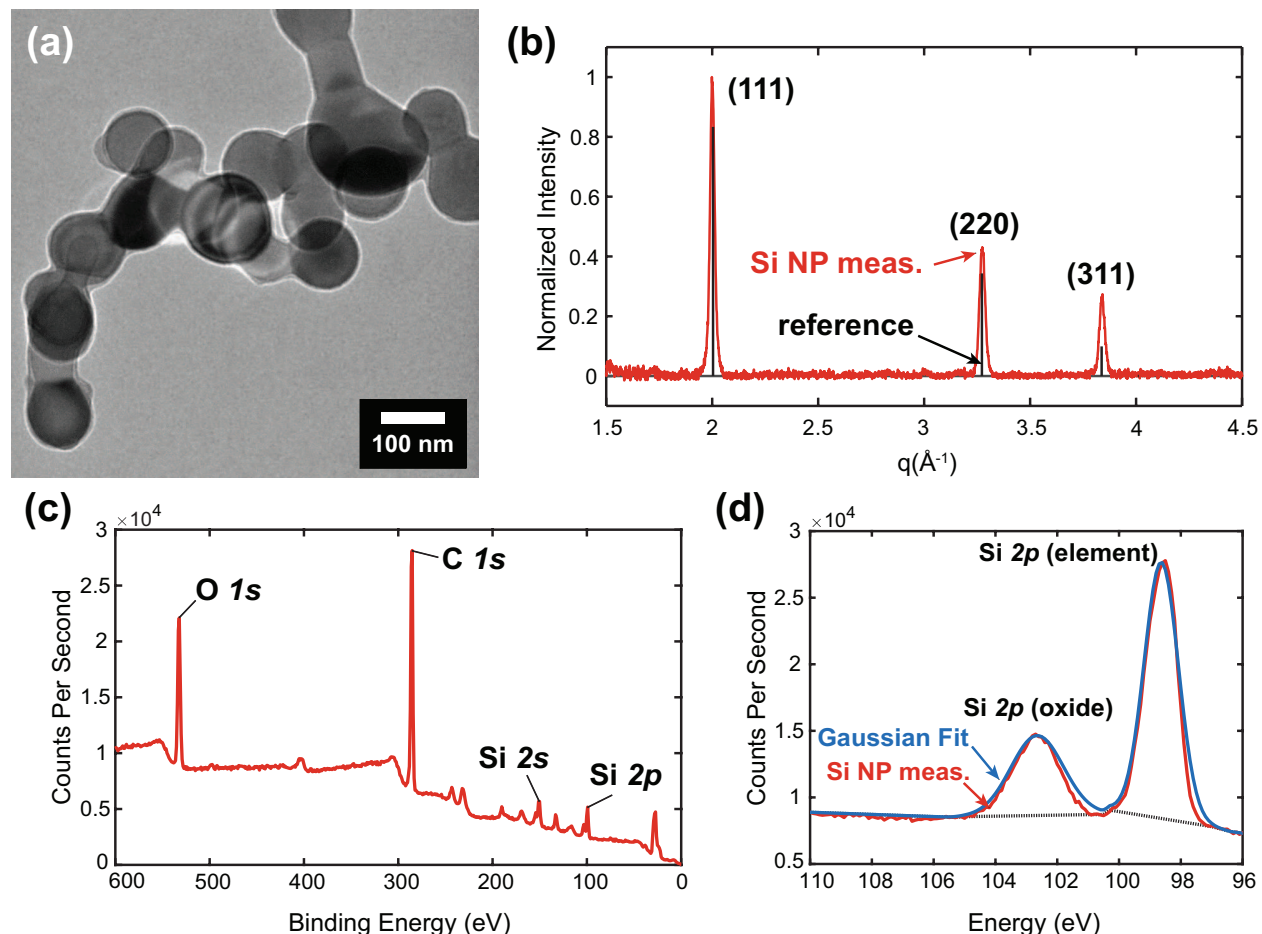 (a)
100 nm
(b)
Normalized Intensity
1
0.8
0.6
0.4
0.2
0
(111)
(220)
(311)
Si NP meas.
reference
1.5
2
2.5
3
3.5
4
4.5
q(Å⁻¹)
(c)
×10⁴
Counts Per Second
3
2.5
2
1.5
1
0.5
0
O 1s
C 1s
Si 2s
Si 2p
600
500
400
300
200
100
0
Binding Energy (eV)
(d)
×10⁴
Counts Per Second
3
2.5
2
1.5
1
0.5
Si 2p (element)
Si 2p (oxide)
Gaussian Fit
Si NP meas.
110
108
106
104
102
100
98
96
Energy (eV)